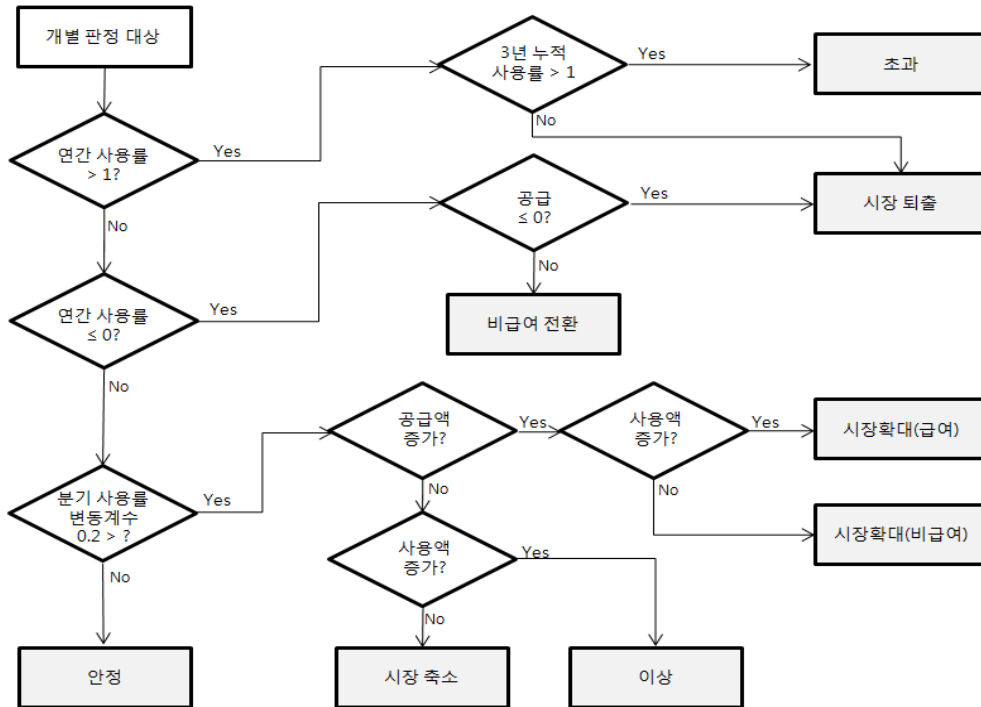 개별 판정 대상
3년 누적
사용률 > 1
Yes
초과
No
연간 사용률
> 1?
Yes
No
공급
≤ 0?
Yes
시장 퇴출
No
비급여 전환
연간 사용률
≤ 0?
Yes
No
공급액
증가?
Yes
사용액
증가?
Yes
시장확대(급여)
No
시장확대(비급여)
분기 사용률
변동계수
0.2 > ?
Yes
No
No
사용액
증가?
Yes
No
안정
시장 축소
이상